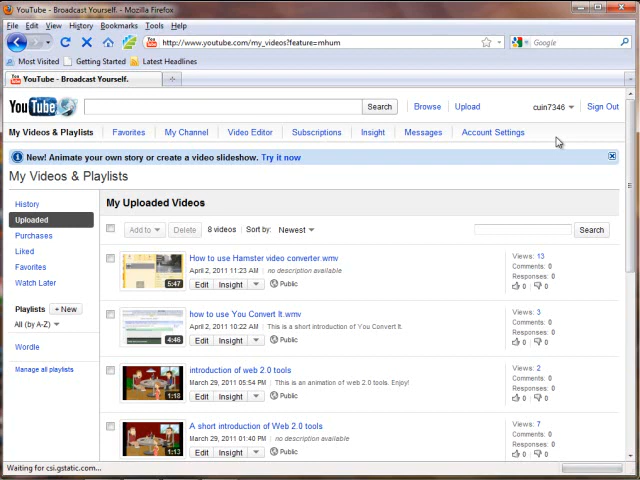 YouTube - Broadcast Yourself. - Mozilla Firefox
File Edit View History Bookmarks Tools Help
http://www.youtube.com/my_videos?feature=mhum
Google
Most Visited Getting Started Latest Headlines
YouTube - Broadcast Yourself.
YouTube Search Browse Upload cuin7346 Sign Out
My Videos & Playlists Favorites My Channel Video Editor Subscriptions Insight Messages Account Settings
New! Animate your own story or create a video slideshow. Try it now
My Videos & Playlists
History
Uploaded
Purchases
Liked
Favorites
Watch Later
Playlists + New
All (by A-Z)
Wordle
Manage all playlists
My Uploaded Videos
Add to Delete 8 videos Sort by: Newest Search
How to use Hamster video converter.wmv
April 2, 2011 11:23 AM no description available
Edit Insight Public
5:47
Views: 13
Comments: 0
Responses: 0
0 0
how to use You Convert It.wmv
April 2, 2011 10:22 AM This is a short introduction of You Convert It.
Edit Insight Public
4:46
Views: 3
Comments: 0
Responses: 0
0 0
introduction of web 2.0 tools
March 29, 2011 05:54 PM This is an animation of web 2.0 tools. Enjoy!
Edit Insight Public
1:18
Views: 2
Comments: 0
Responses: 0
0 0
A short introduction of Web 2.0 tools
March 29, 2011 01:40 PM no description available
Edit Insight Public
1:13
Views: 7
Comments: 0
Responses: 0
0 0
Waiting for csi.gstatic.com...